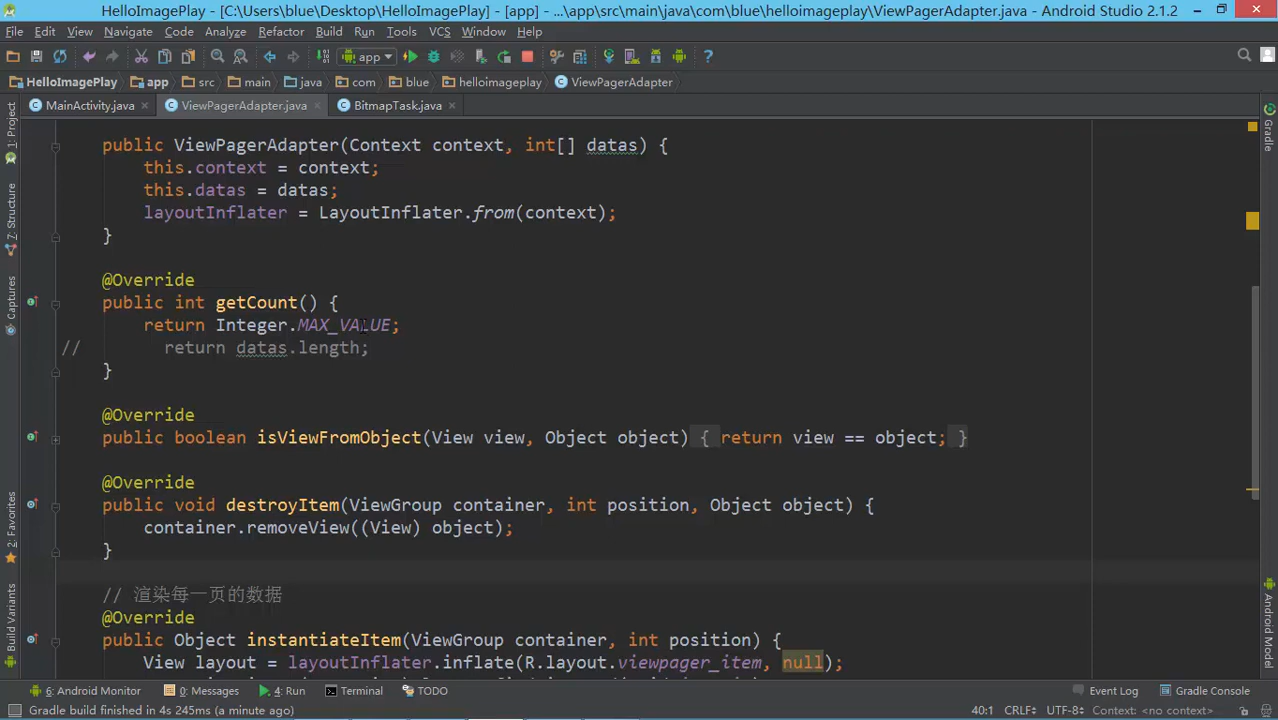 HelloImagePlay - [C:\Users\blue\Desktop\HelloImagePlay] - [app] - ...\app\src\main\java\com\blue\helloimageplay\ViewPagerAdapter.java - Android Studio 2.1.2
File Edit View Navigate Code Analyze Refactor Build Run Tools VCS Window Help
app
HelloImagePlay app src main java com blue helloimageplay ViewPagerAdapter
MainActivity.java ViewPagerAdapter.java BitmapTask.java
1: Project
7: Structure
Captures
2: Favorites
Build Variants
public ViewPagerAdapter(Context context, int[] datas) {
this.context = context;
this.datas = datas;
layoutInflater = LayoutInflater.from(context);
}
@Override
public int getCount() {
return Integer.MAX_VALUE;
// return datas.length;
}
@Override
public boolean isViewFromObject(View view, Object object) { return view == object; }
@Override
public void destroyItem(ViewGroup container, int position, Object object) {
container.removeView((View) object);
}
// 渲染每一页的数据
@Override
public Object instantiateItem(ViewGroup container, int position) {
View layout = layoutInflater.inflate(R.layout.viewpager_item, null);
Gradle
Android Model
6: Android Monitor 0: Messages 4: Run Terminal TODO Event Log Gradle Console
Gradle build finished in 4s 245ms (a minute ago) 40:1 CRLF÷ UTF-8÷ Context: <no context>